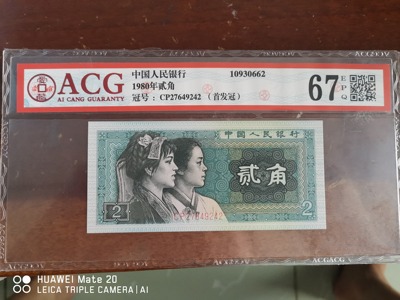 ACG
AI CANG GUARANTY
中国人民银行
1980年贰角
冠号：CP27649242（首发冠）
10930662
67
EPQ
中国人民银行
贰角
2
CP27649242
2
ACGACG
HUAWEI Mate 20
LEICA TRIPLE CAMERA | AI